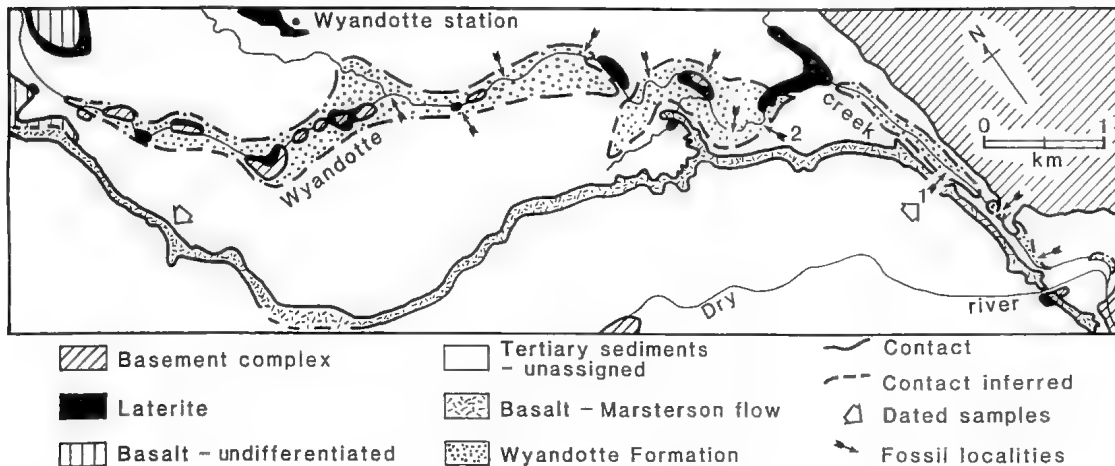 Wyandotte station
N
creek
0 1
km
2
Wyandotte
1
Dry
river
Basement complex
Laterite
Basalt – undifferentiated
Tertiary sediments
– unassigned
Basalt – Marsterson flow
Wyandotte Formation
Contact
Contact inferred
Dated samples
Fossil localities